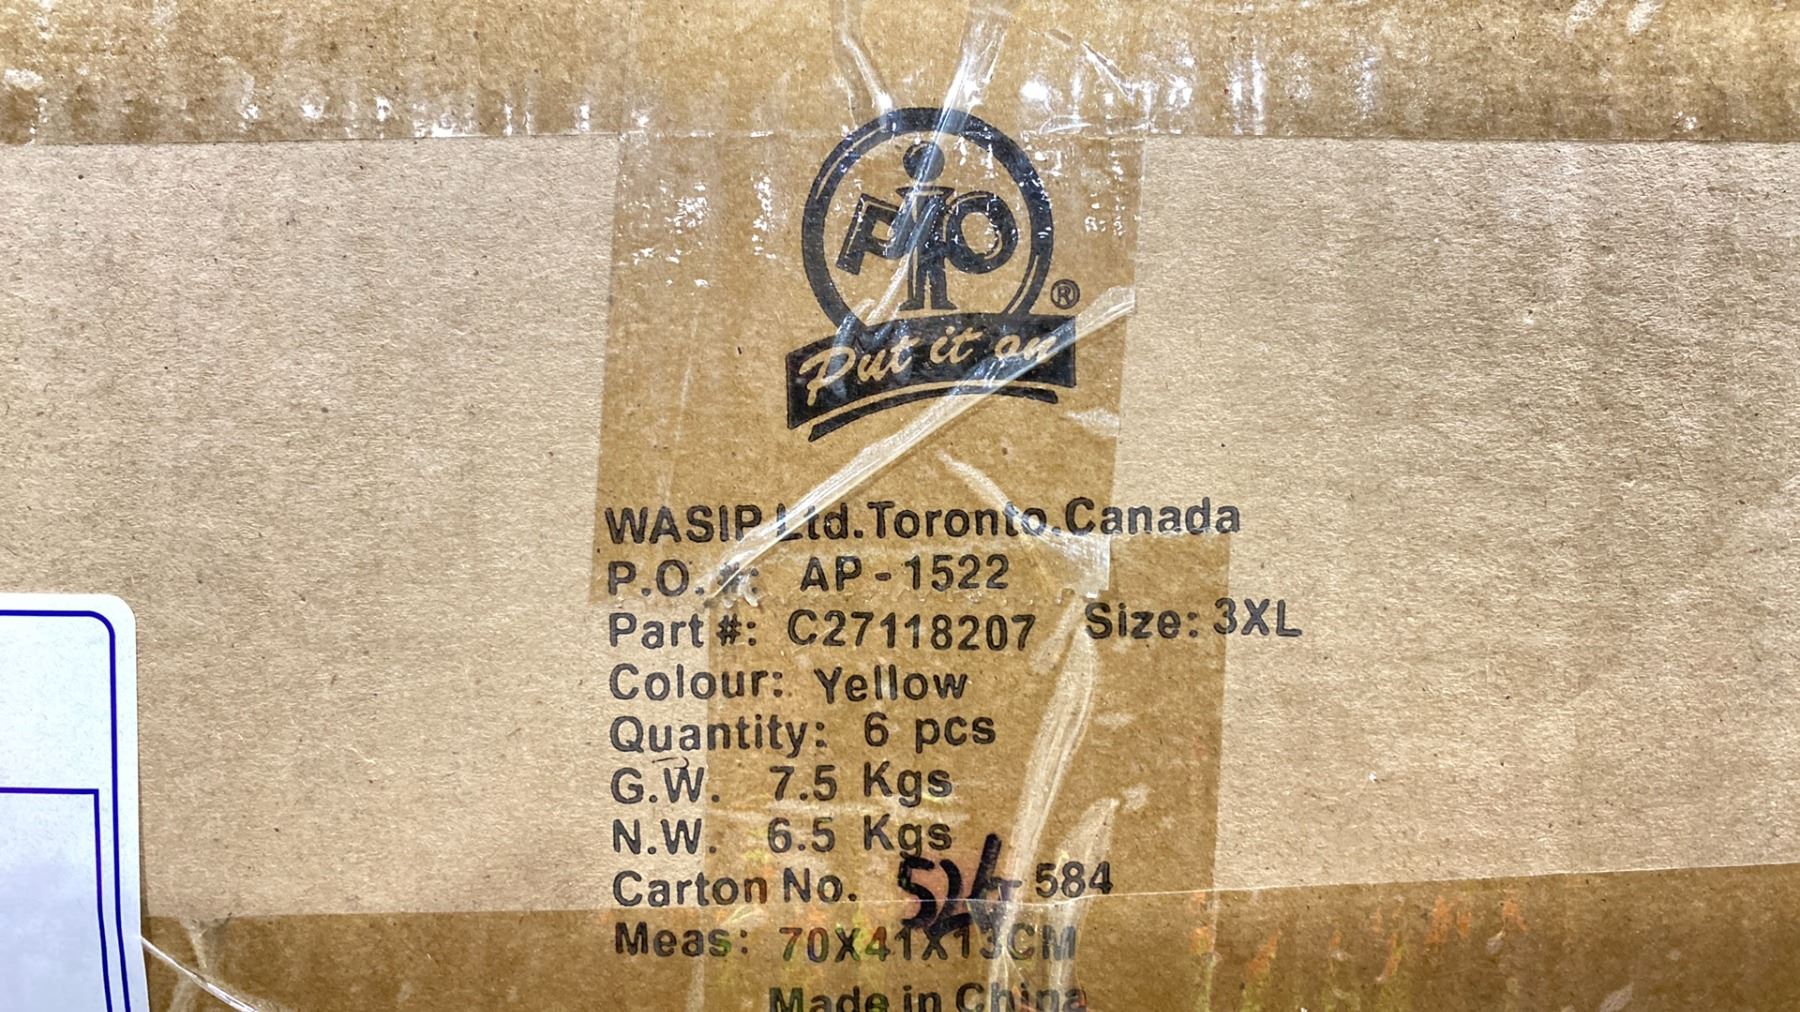 PIO
®
Put it on
WASIP Ltd. Toronto. Canada
P.O. #: AP-1522
Part #: C27118207 Size: 3XL
Colour: Yellow
Quantity: 6 pcs
G.W. 7.5 Kgs
N.W. 6.5 Kgs
Carton No. 584
Meas: 70X41X13CM
Made in China